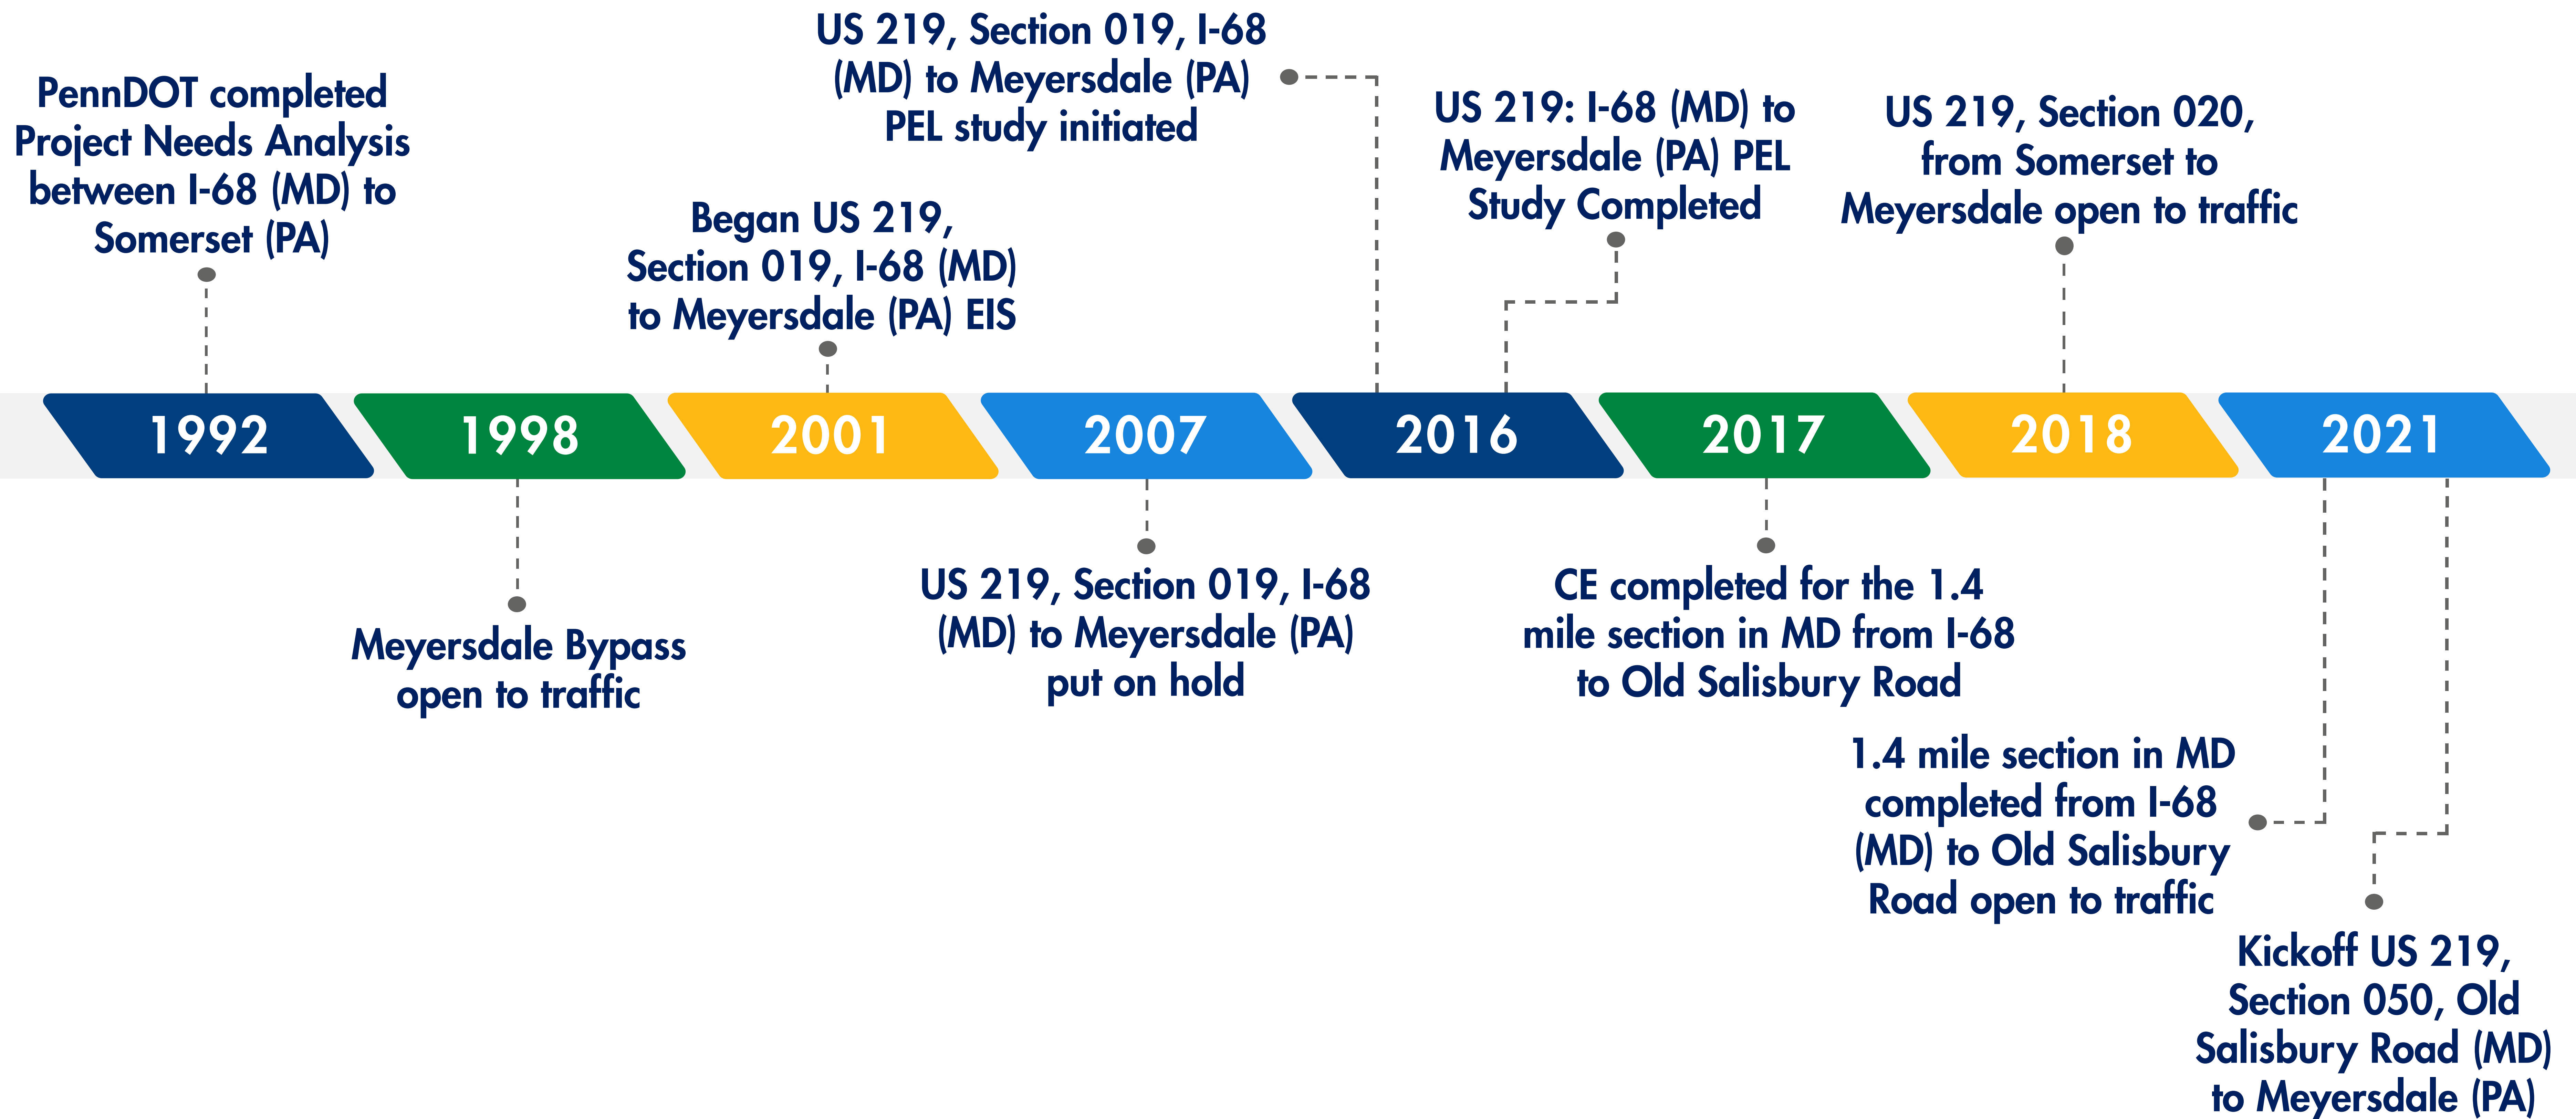 PennDOT completed
Project Needs Analysis
between I-68 (MD) to
Somerset (PA)
Began US 219,
Section 019, I-68 (MD)
to Meyersdale (PA) EIS
US 219, Section 019, I-68
(MD) to Meyersdale (PA)
PEL study initiated
US 219: I-68 (MD) to
Meyersdale (PA) PEL
Study Completed
US 219, Section 020,
from Somerset to
Meyersdale open to traffic
1992
1998
2001
2007
2016
2017
2018
2021
Meyersdale Bypass
open to traffic
US 219, Section 019, I-68
(MD) to Meyersdale (PA)
put on hold
CE completed for the 1.4
mile section in MD from I-68
to Old Salisbury Road
1.4 mile section in MD
completed from I-68
(MD) to Old Salisbury
Road open to traffic
Kickoff US 219,
Section 050, Old
Salisbury Road (MD)
to Meyersdale (PA)